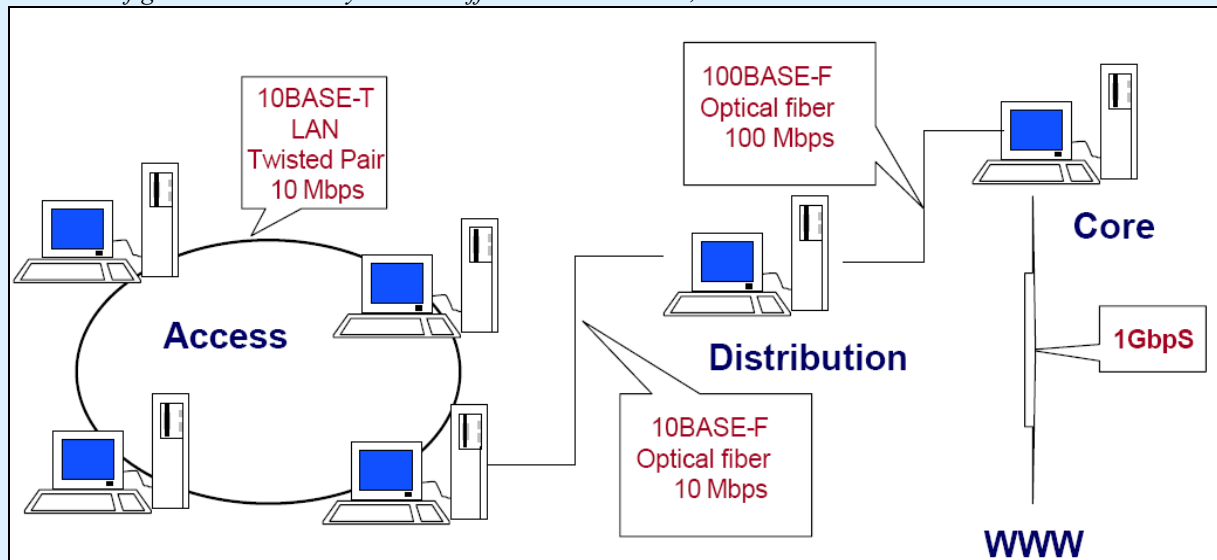 10BASE-T
LAN
Twisted Pair
10 Mbps
100BASE-F
Optical fiber
100 Mbps
Core
Access
Distribution
1GbpS
10BASE-F
Optical fiber
10 Mbps
WWW